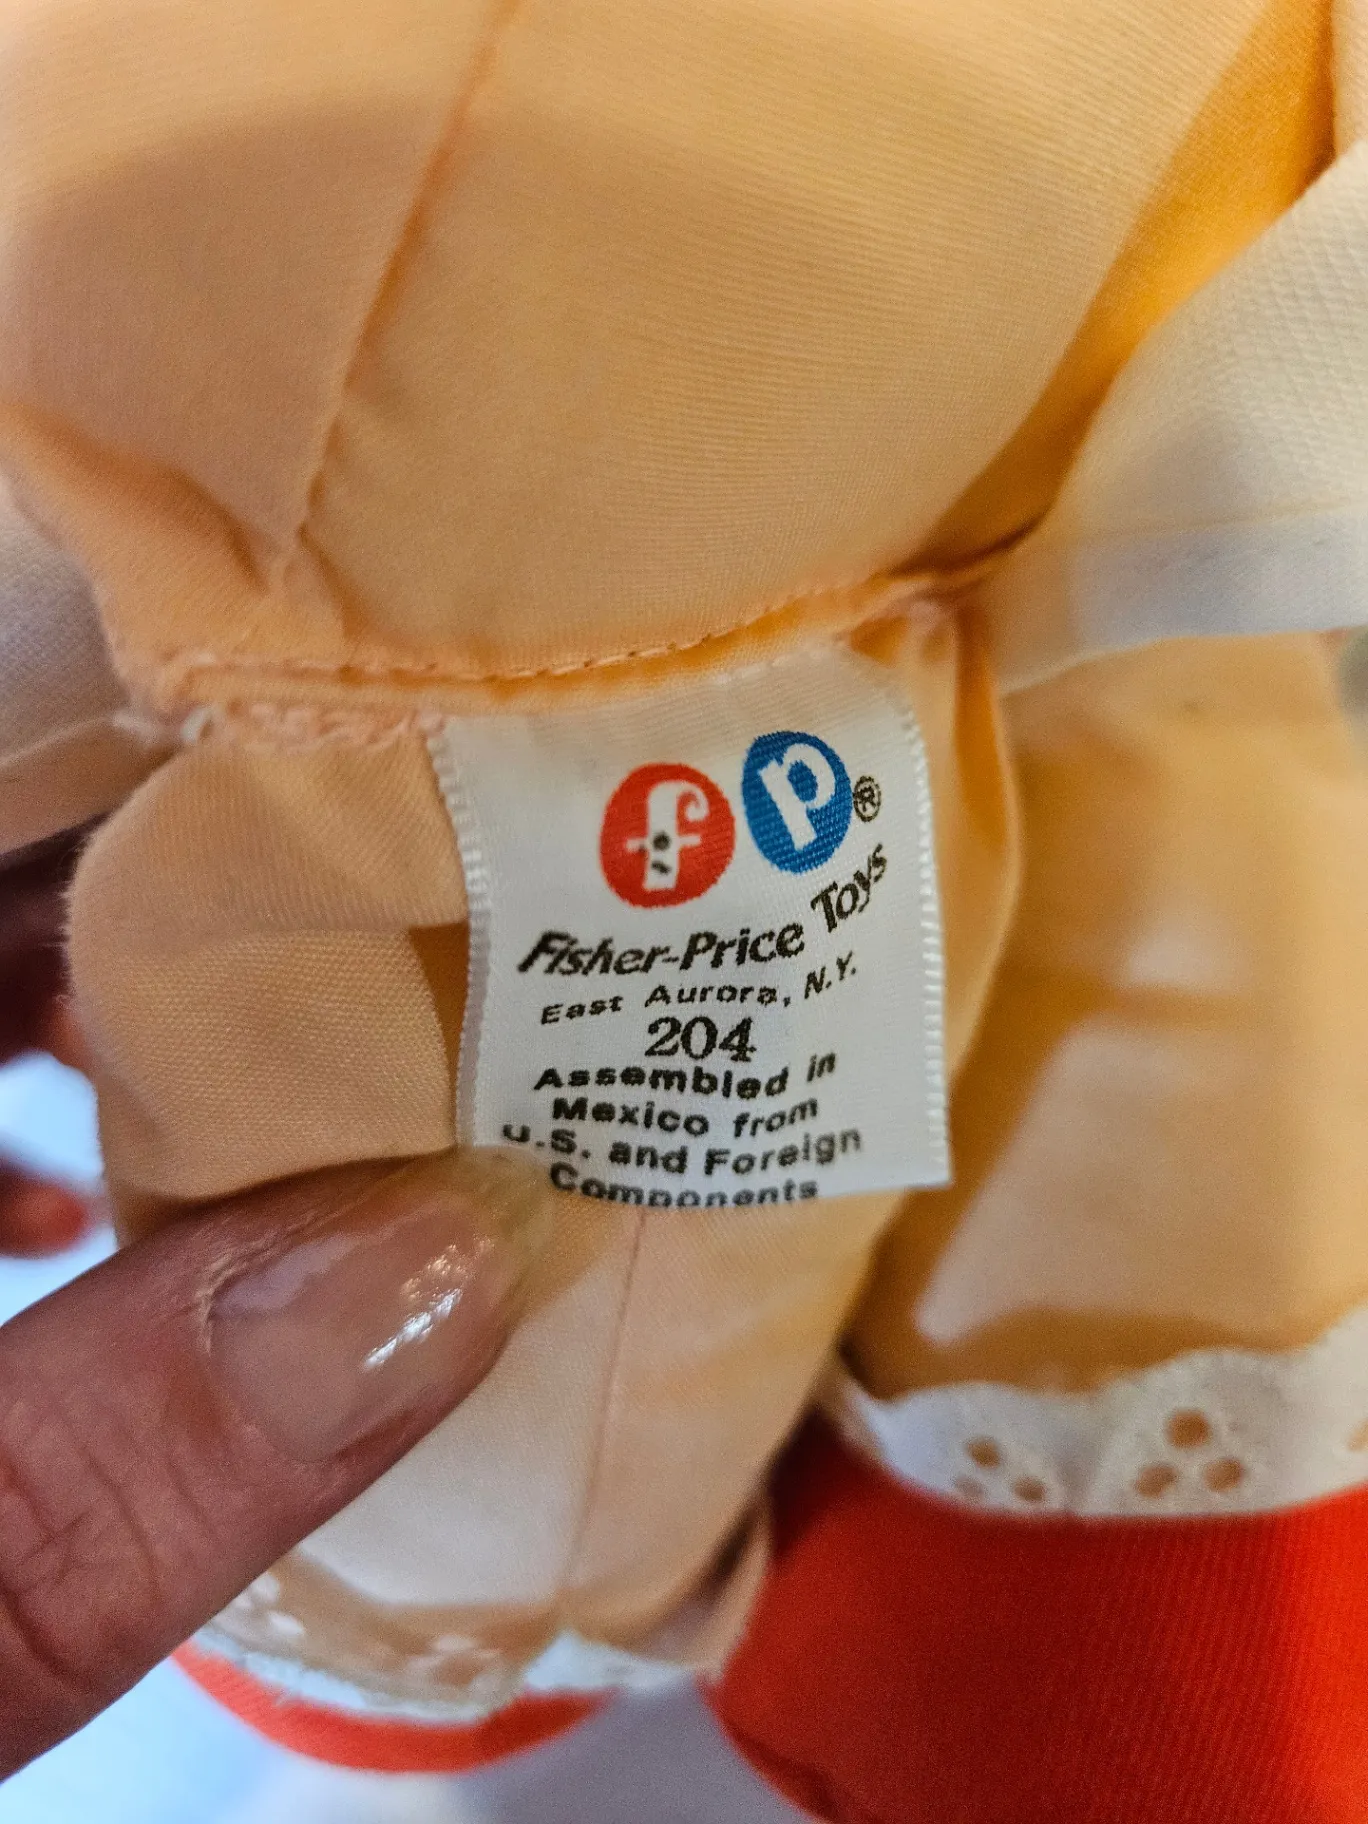 fp®
Fisher-Price Toys
East Aurora, N.Y.
204
Assembled in
Mexico from
U.S. and Foreign
Components